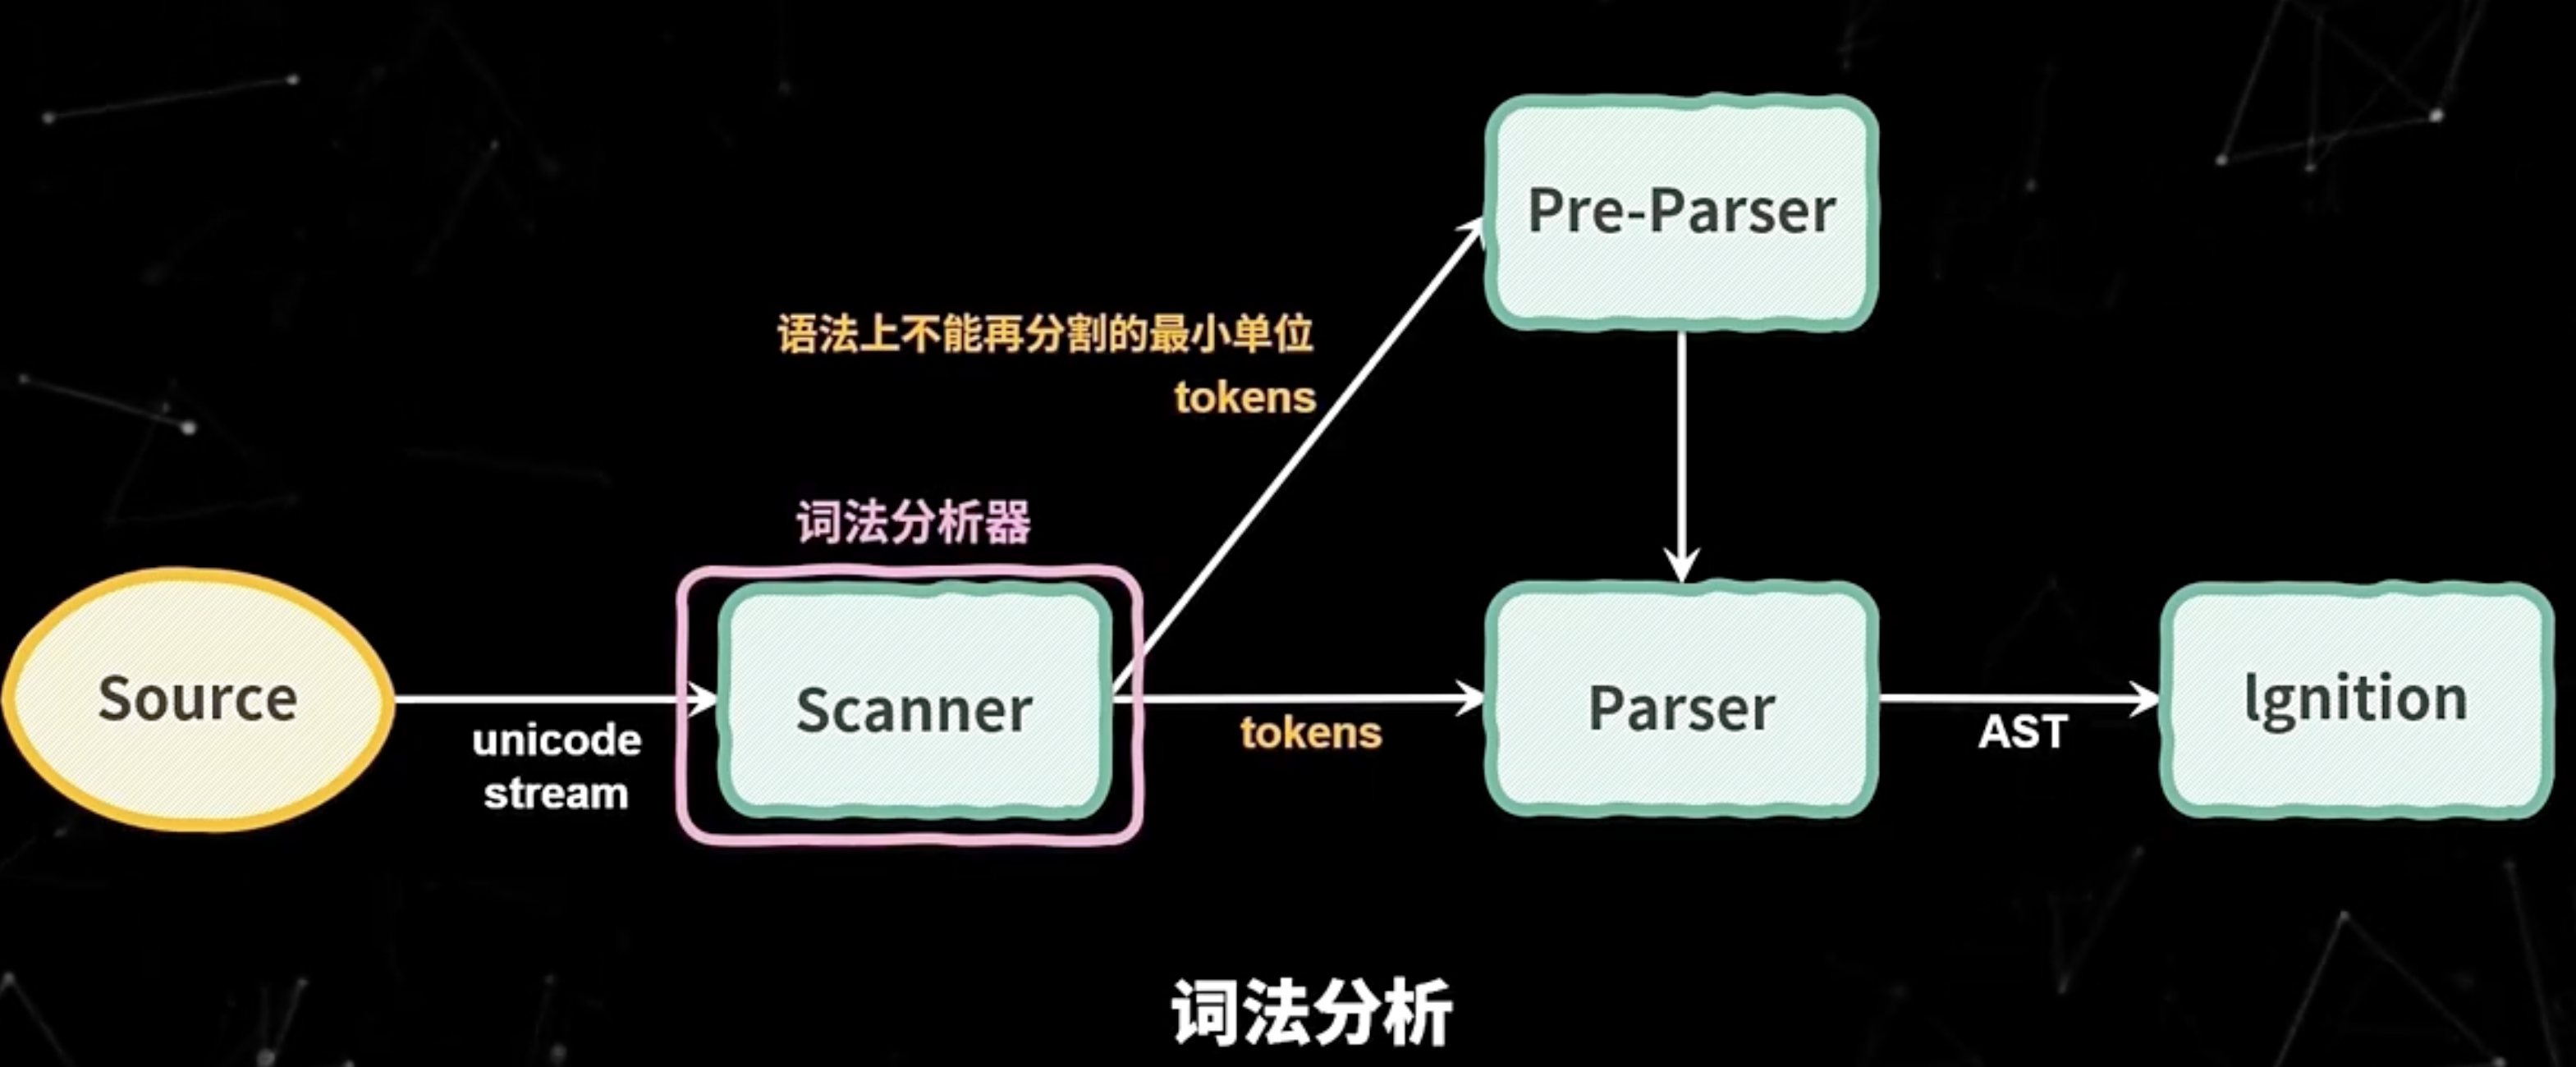 Pre-Parser
语法上不能再分割的最小单位
tokens
词法分析器
Source
unicode
stream
Scanner
tokens
Parser
AST
Ignition
词法分析